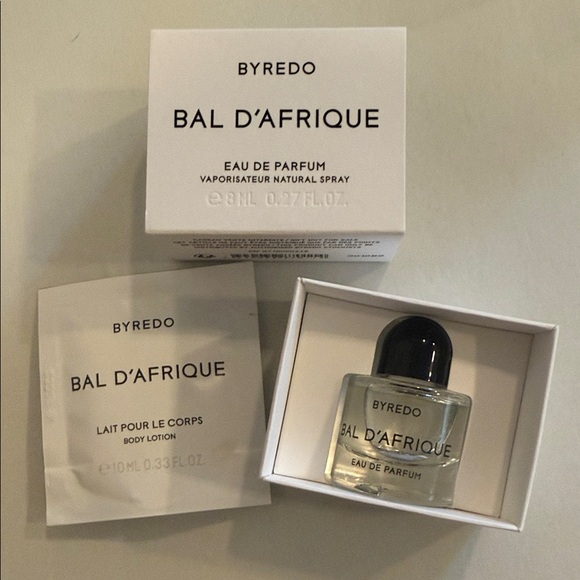 BYREDO
BAL D'AFRIQUE
EAU DE PARFUM
VAPORISATEUR NATURAL SPRAY
e 8 ML 0.27 FL.OZ.
BYREDO
BAL D'AFRIQUE
LAIT POUR LE CORPS
BODY LOTION
e 10 ML 0.33 FL.OZ.
BYREDO
BAL D'AFRIQUE
EAU DE PARFUM